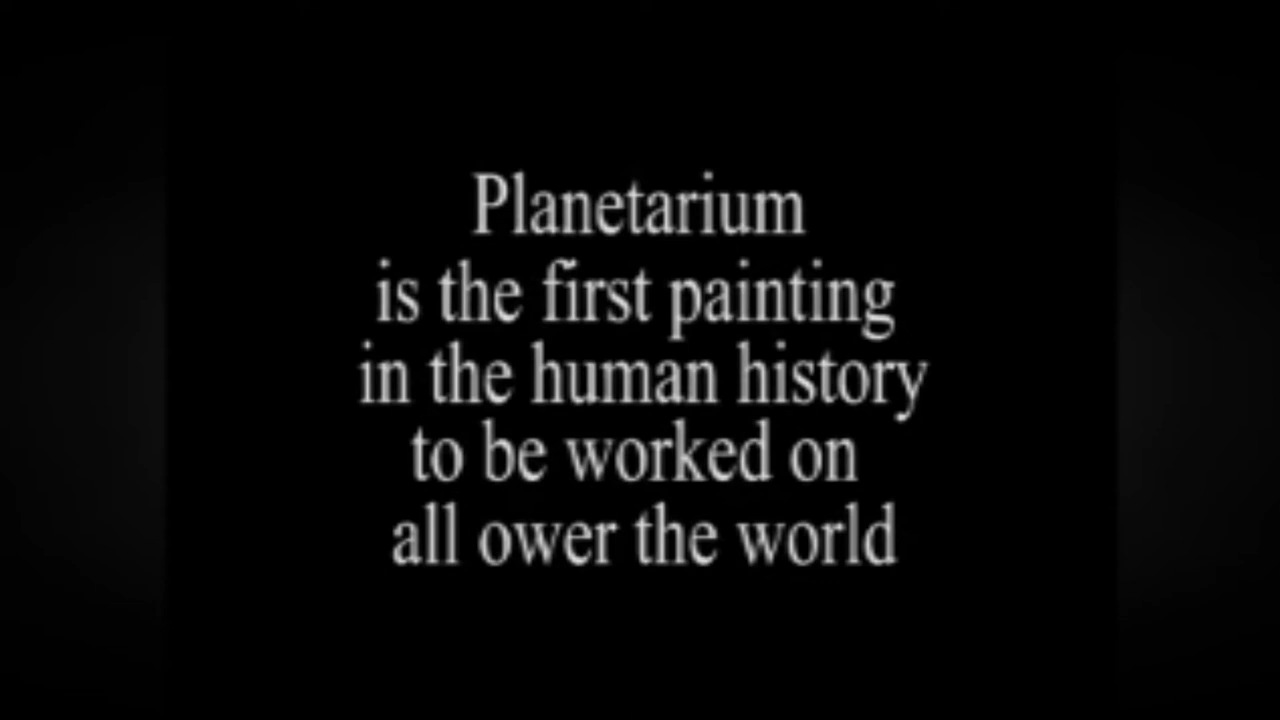 Planetarium
is the first painting
in the human history
to be worked on
all ower the world